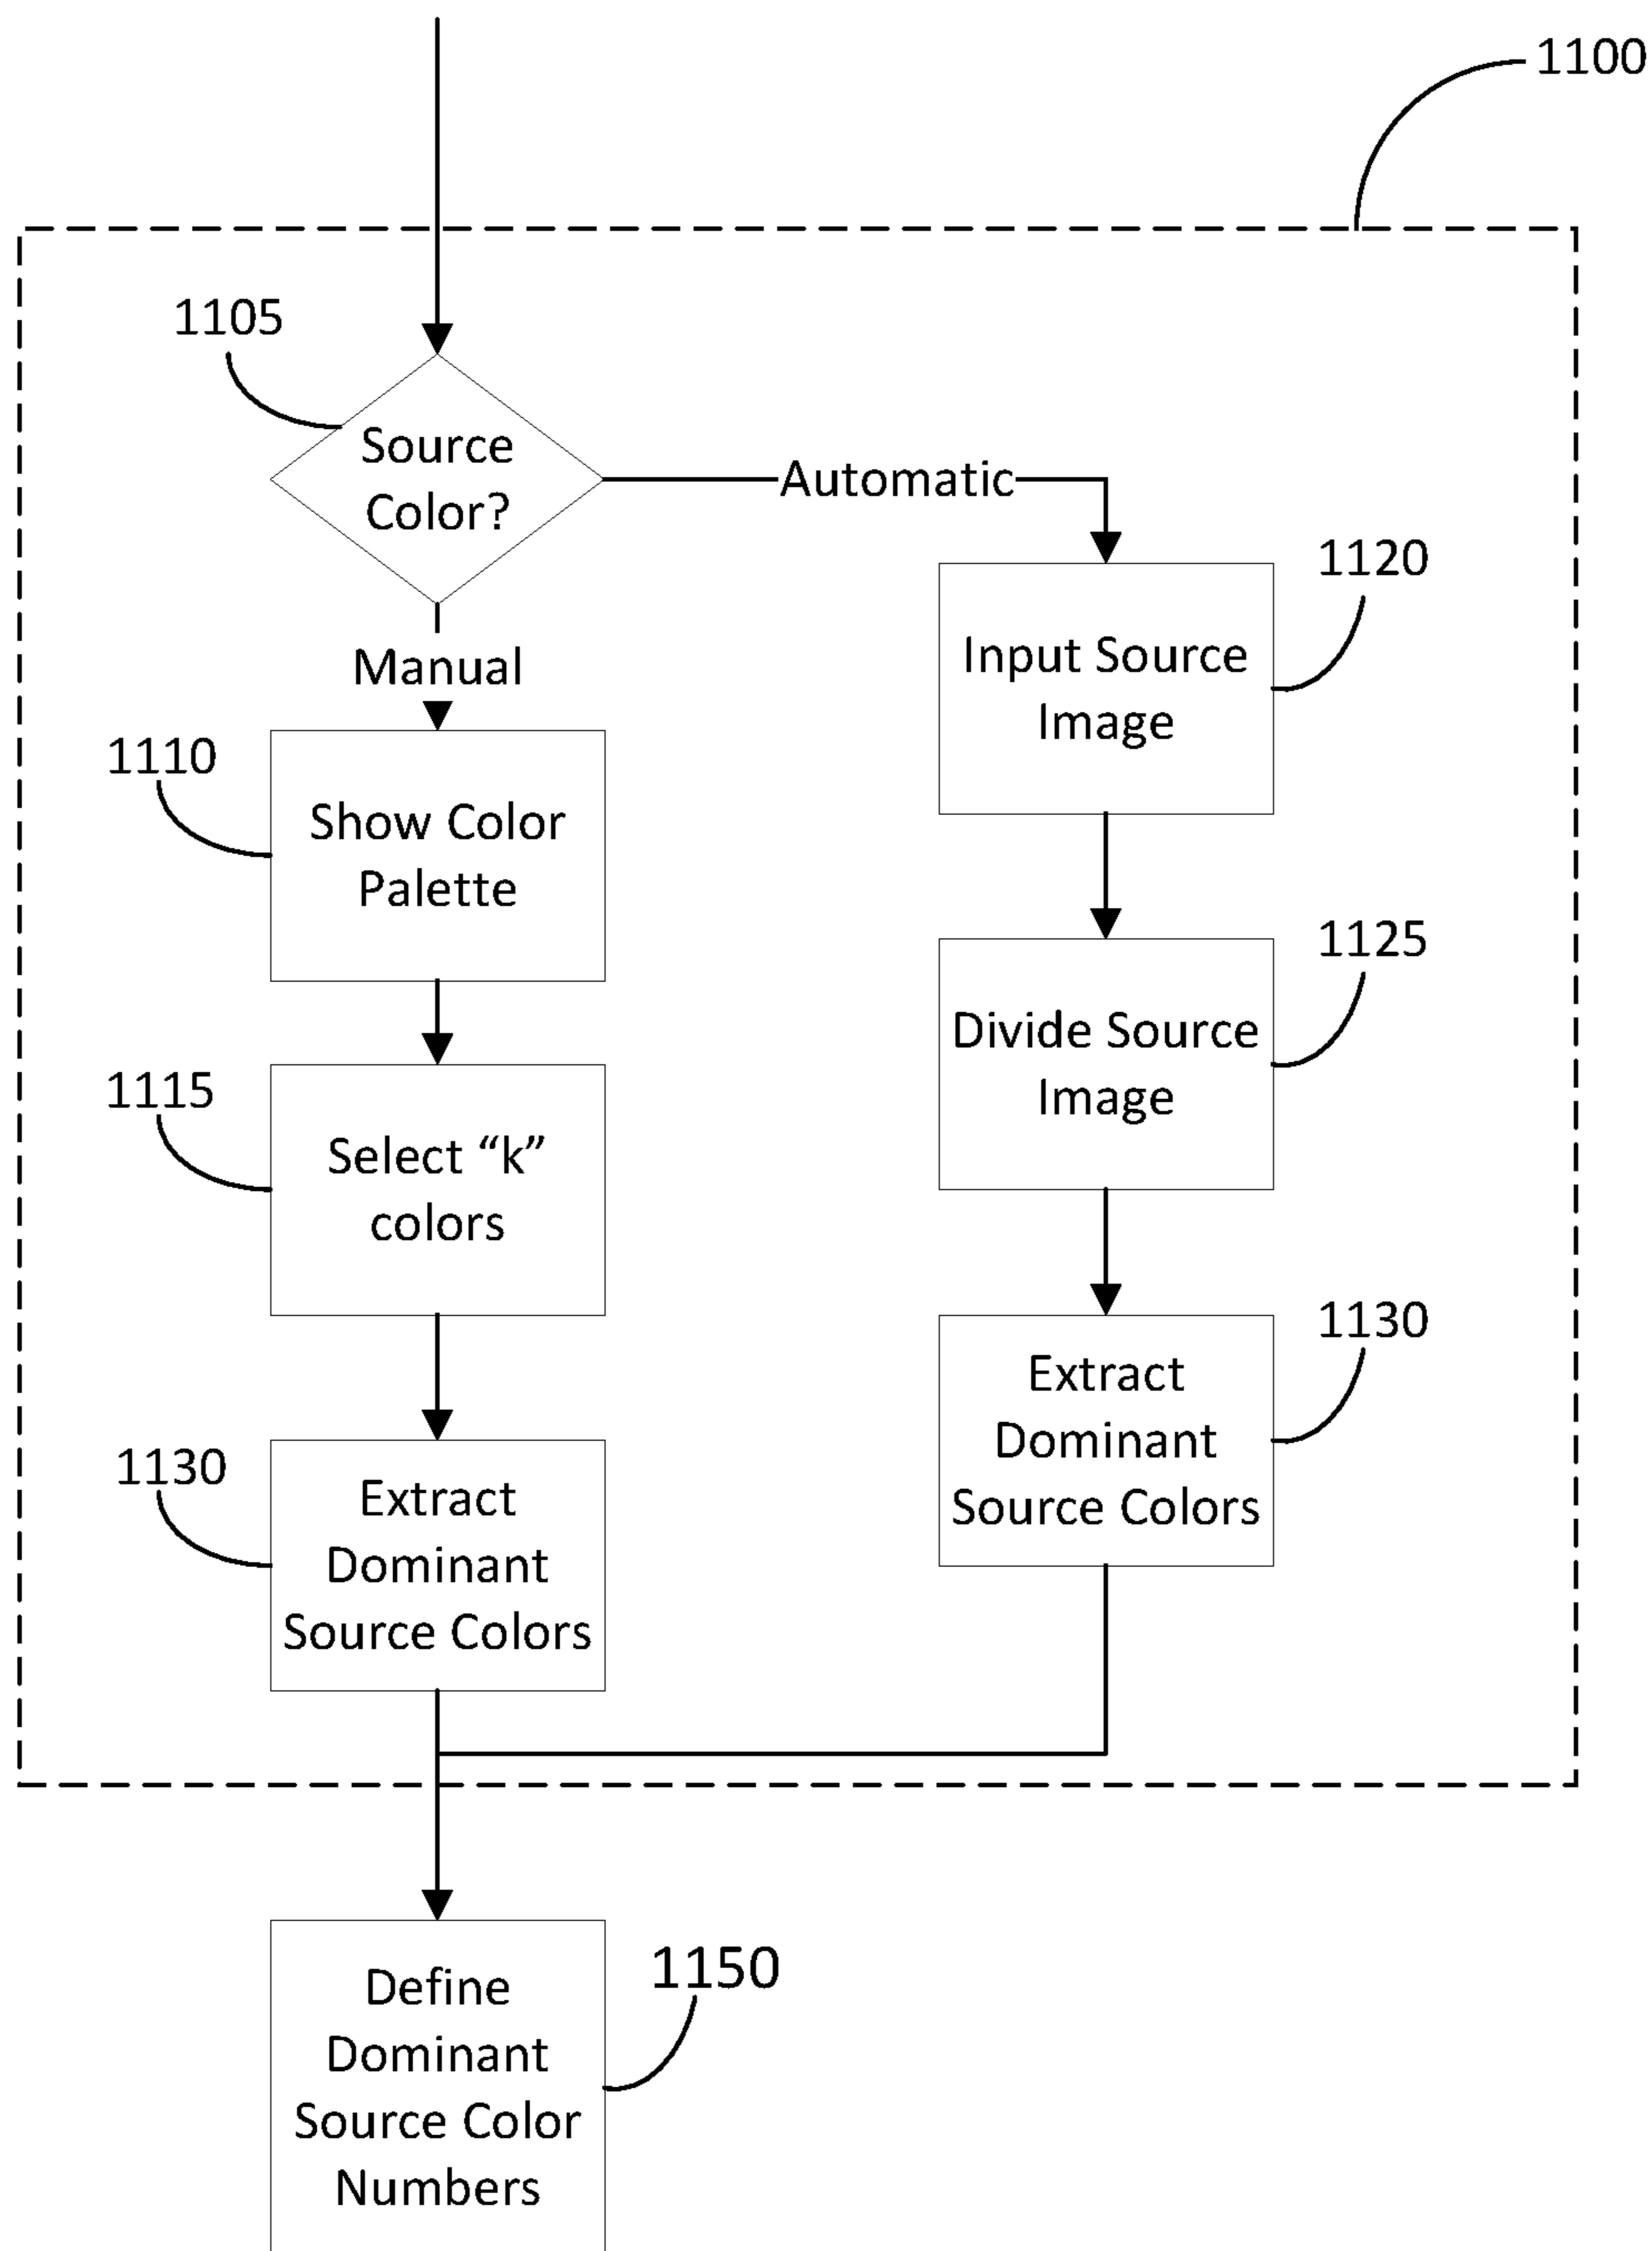 1100
1105
Source
Color?
Automatic
1120
Input Source
Image
Manual
1110
Show Color
Palette
1125
Divide Source
Image
1115
Select “k”
colors
1130
Extract
Dominant
Source Colors
1130
Extract
Dominant
Source Colors
1150
Define
Dominant
Source Color
Numbers